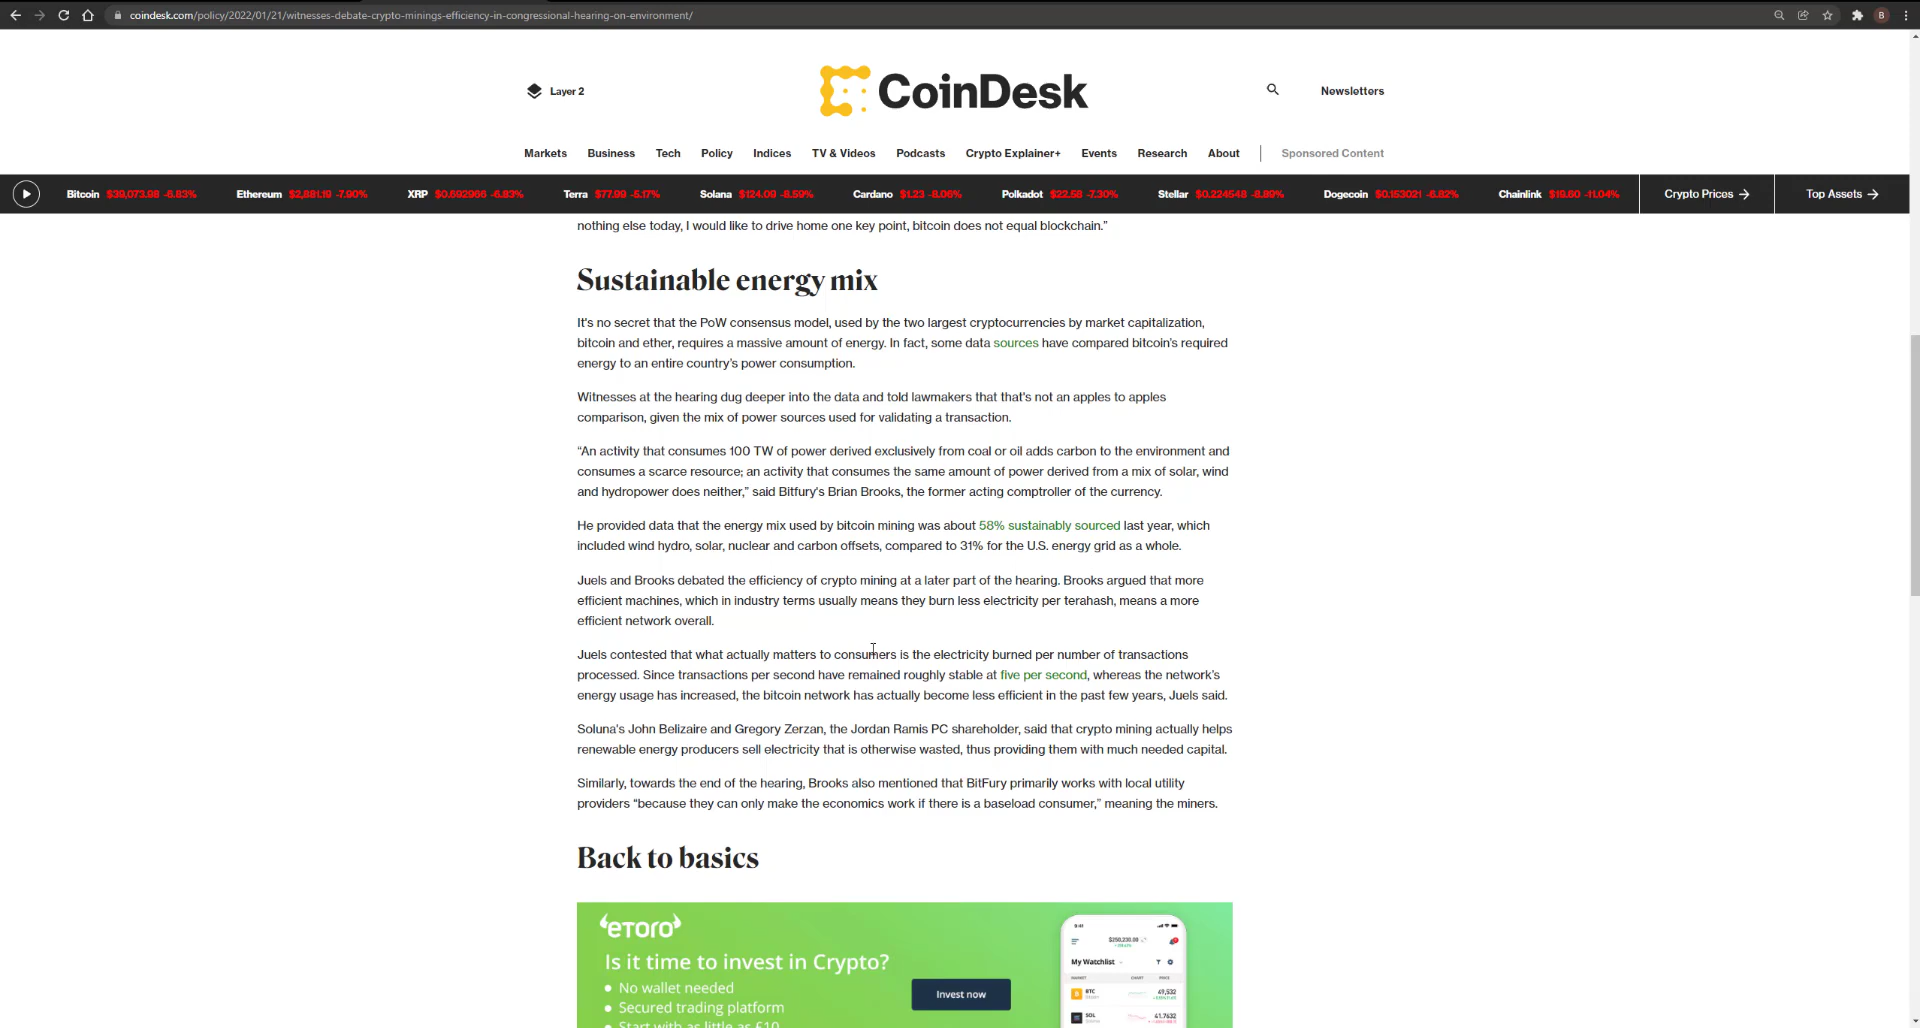 coindesk.com/policy/2022/01/21/witnesses-debate-crypto-minings-efficiency-in-congressional-hearing-on-environment/
B
Layer 2
CoinDesk
Newsletters
Markets Business Tech Policy Indices TV & Videos Podcasts Crypto Explainer+ Events Research About Sponsored Content
Bitcoin $39,073.98 -6.83% Ethereum $2,881.19 -7.90% XRP $0.692966 -6.83% Terra $77.99 -5.17% Solana $124.09 -8.59% Cardano $1.23 -8.06% Polkadot $22.58 -7.30% Stellar $0.224548 -8.89% Dogecoin $0.153021 -6.82% Chainlink $19.60 -11.04% Crypto Prices → Top Assets →
nothing else today, I would like to drive home one key point, bitcoin does not equal blockchain.”
Sustainable energy mix
It's no secret that the PoW consensus model, used by the two largest cryptocurrencies by market capitalization,
bitcoin and ether, requires a massive amount of energy. In fact, some data sources have compared bitcoin’s required
energy to an entire country’s power consumption.
Witnesses at the hearing dug deeper into the data and told lawmakers that that's not an apples to apples
comparison, given the mix of power sources used for validating a transaction.
“An activity that consumes 100 TW of power derived exclusively from coal or oil adds carbon to the environment and
consumes a scarce resource; an activity that consumes the same amount of power derived from a mix of solar, wind
and hydropower does neither,” said Bitfury's Brian Brooks, the former acting comptroller of the currency.
He provided data that the energy mix used by bitcoin mining was about 58% sustainably sourced last year, which
included wind hydro, solar, nuclear and carbon offsets, compared to 31% for the U.S. energy grid as a whole.
Juels and Brooks debated the efficiency of crypto mining at a later part of the hearing. Brooks argued that more
efficient machines, which in industry terms usually means they burn less electricity per terahash, means a more
efficient network overall.
Juels contested that what actually matters to consumers is the electricity burned per number of transactions
processed. Since transactions per second have remained roughly stable at five per second, whereas the network’s
energy usage has increased, the bitcoin network has actually become less efficient in the past few years, Juels said.
Soluna's John Belizaire and Gregory Zerzan, the Jordan Ramis PC shareholder, said that crypto mining actually helps
renewable energy producers sell electricity that is otherwise wasted, thus providing them with much needed capital.
Similarly, towards the end of the hearing, Brooks also mentioned that BitFury primarily works with local utility
providers “because they can only make the economics work if there is a baseload consumer,” meaning the miners.
Back to basics
eToro
Is it time to invest in Crypto?
• No wallet needed
• Secured trading platform
• Start with as little as £10
Invest now
9:41
$250,230.00
My Watchlist
MARKET CHART PRICE
BTC 49,532
SOL 41.7632